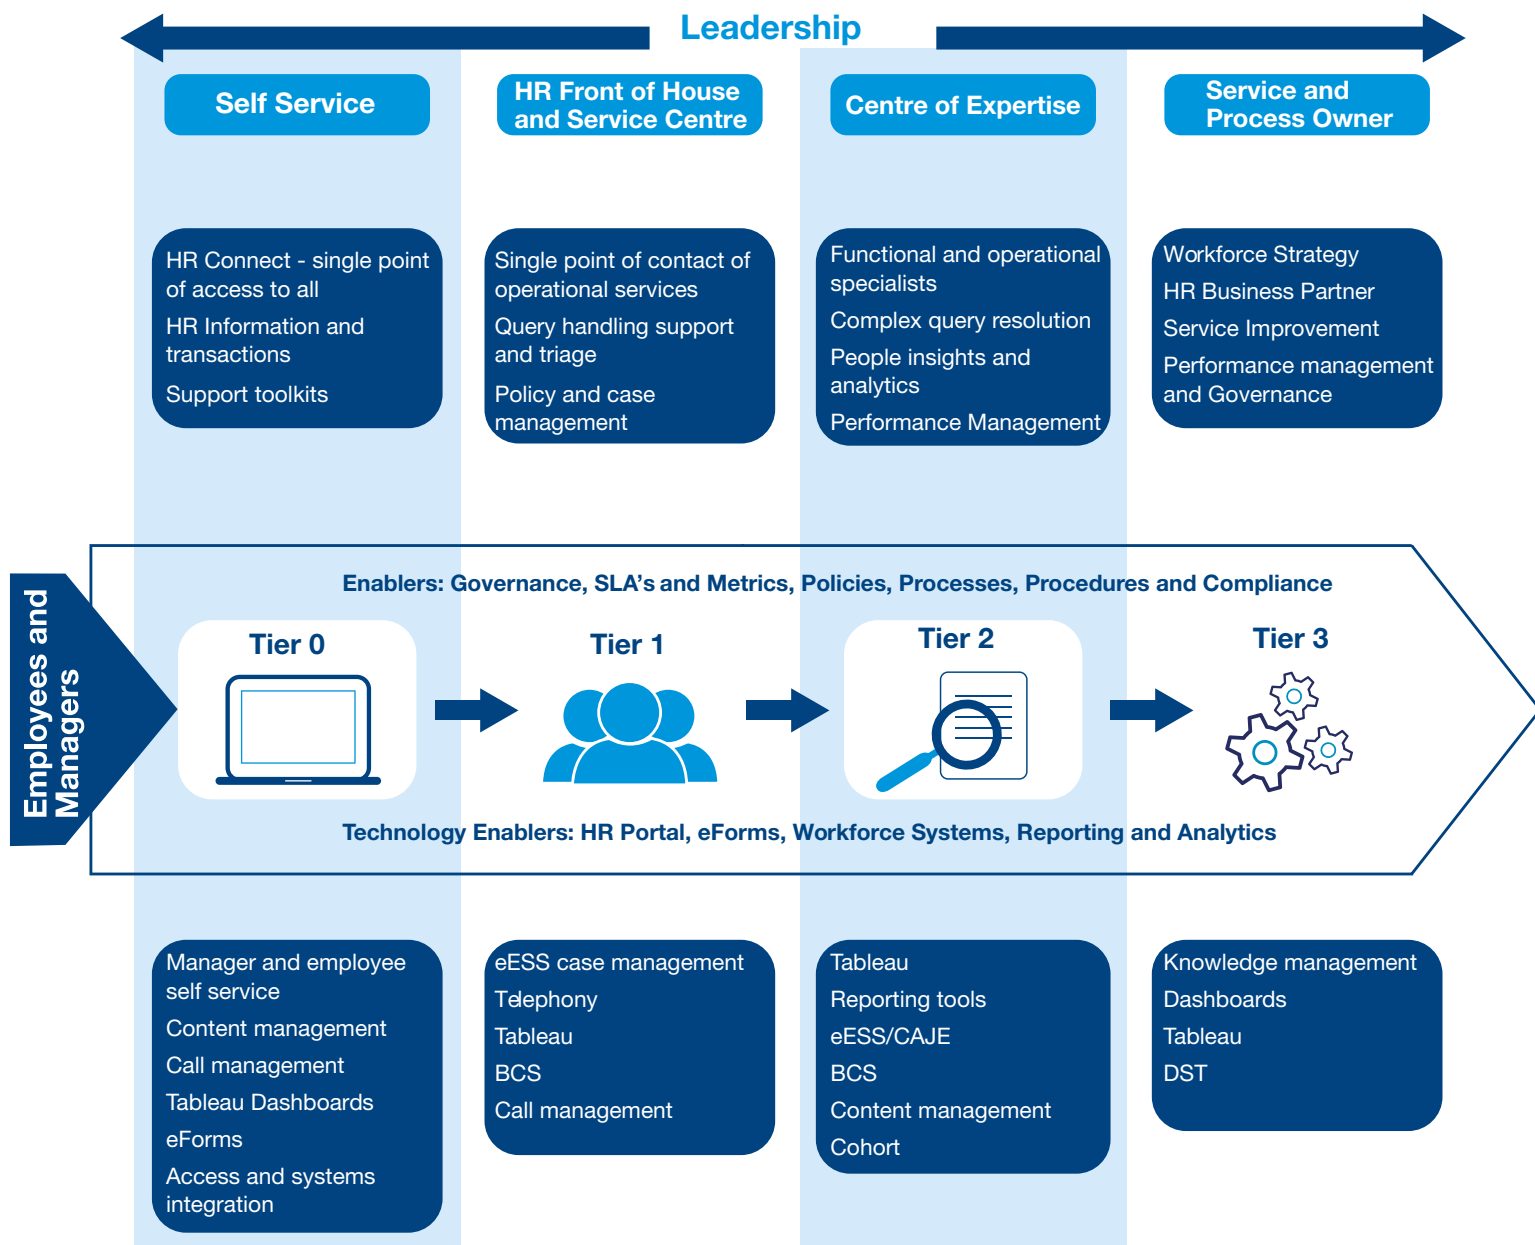 Leadership
Self Service
HR Front of House
and Service Centre
Centre of Expertise
Service and
Process Owner
HR Connect - single point
of access to all
HR Information and
transactions
Support toolkits
Single point of contact of
operational services
Query handling support
and triage
Policy and case
management
Functional and operational
specialists
Complex query resolution
People insights and
analytics
Performance Management
Workforce Strategy
HR Business Partner
Service Improvement
Performance management
and Governance
Employees and
Managers
Enablers: Governance, SLA's and Metrics, Policies, Processes, Procedures and Compliance
Tier 0
Tier 1
Tier 2
Tier 3
Technology Enablers: HR Portal, eForms, Workforce Systems, Reporting and Analytics
Manager and employee
self service
Content management
Call management
Tableau Dashboards
eForms
Access and systems
integration
eESS case management
Telephony
Tableau
BCS
Call management
Tableau
Reporting tools
eESS/CAJE
BCS
Content management
Cohort
Knowledge management
Dashboards
Tableau
DST